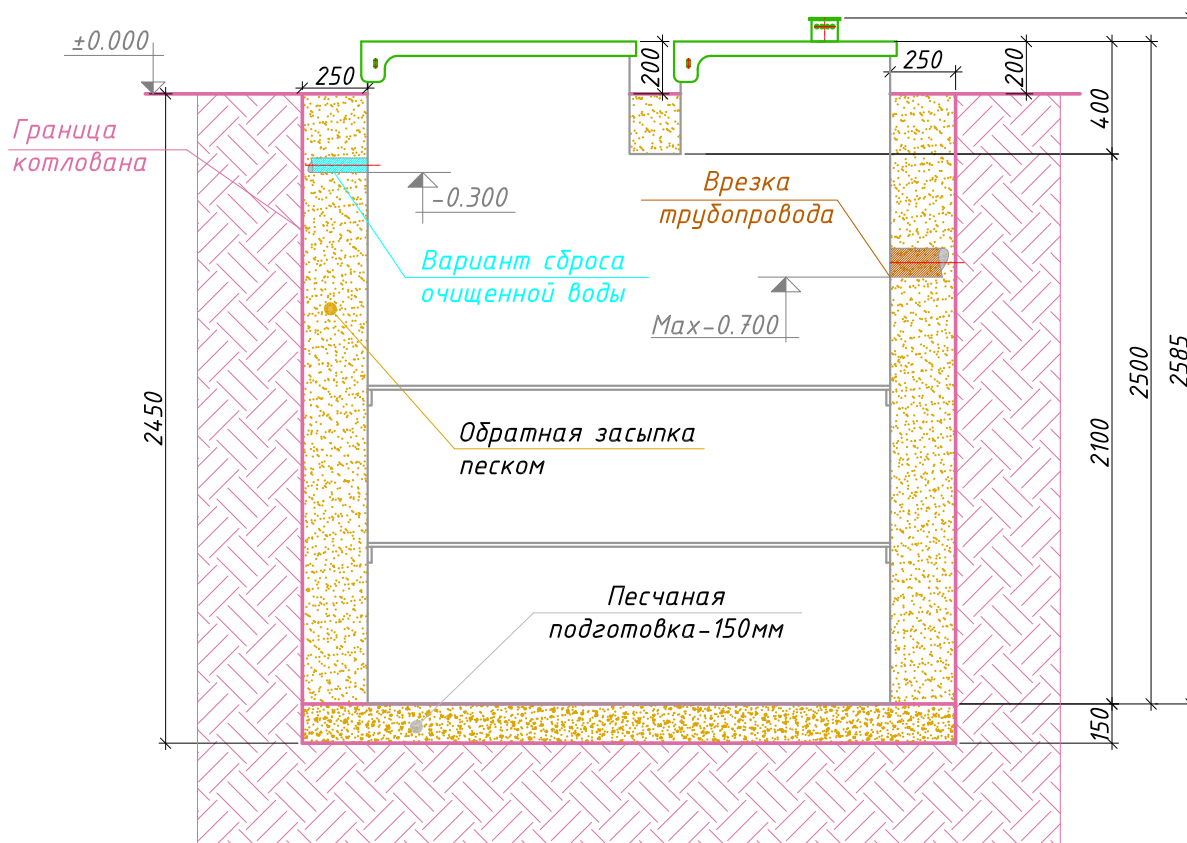 ±0.000
250
200
250
200
400
Граница
котлована
Врезка
трубопровода
-0.300
Вариант сброса
очищенной воды
Max-0.700
2585
2500
2450
2100
Обратная засыпка
песком
Песчаная
подготовка-150мм
150